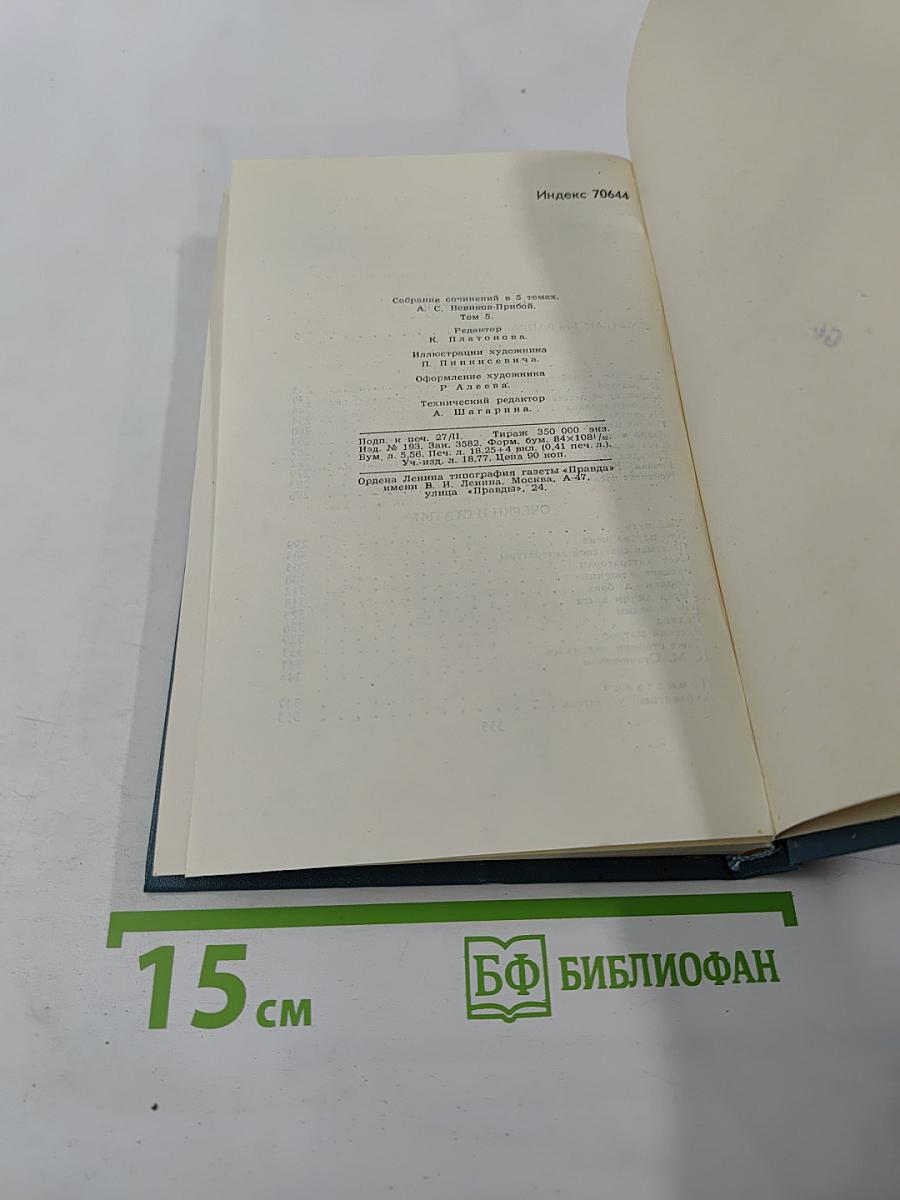 Индекс 70644
Собрание сочинений в 5 томах.
А. С. Новиков-Прибой.
Том 5.
Редактор
К. Платонова.
Иллюстрации художника
П. Пинкисевича.
Оформление художника
Р Алеева.
Технический редактор
А. Шагарина.
Подп. к печ. 27/II. Тираж 350 000 экз.
Изд. № 193. Зак. 3582. Форм. бум. 84×108¹/₃₂.
Бум. л. 5,56. Печ. л. 18,25+4 вкл. (0,41 печ. л.).
Уч.-изд. л. 18,77. Цена 90 коп.
Ордена Ленина типография газеты «Правда»
имени В. И. Ленина. Москва, А-47,
улица «Правды», 24.
ОЧЕРКИ И СТАТЬИ
15 см
БФ БИБЛИОФАН